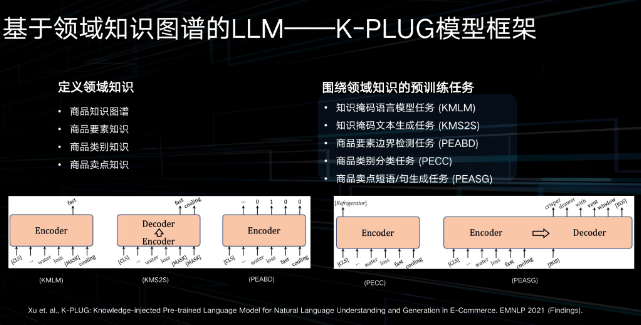 基于领域知识图谱的LLM——K-PLUG模型框架
定义领域知识
• 商品知识图谱
• 商品要素知识
• 商品类别知识
• 商品卖点知识
围绕领域知识的预训练任务
• 知识掩码语言模型任务 (KMLM)
• 知识掩码文本生成任务 (KMS2S)
• 商品要素边界检测任务 (PEABD)
• 商品类别分类任务 (PECC)
• 商品卖点短语/句生成任务 (PEASG)
fast
Encoder
[CLS] ... water loss [MASK] cooling
(KMLM)
fast cooling
Decoder
Encoder
[CLS] ... water loss [MASK] [MASK]
(KMS2S)
... 0 1 0 0
Encoder
[CLS] ... water loss fast cooling
(PEABD)
[Refrigerator]
Encoder
[CLS] ... water loss fast cooling
(PECC)
Encoder
[CLS] ... water loss fast cooling
crisper drawer with vent window [EOS]
Decoder
[BOS]
(PEASG)
Xu et. al., K-PLUG: Knowledge-injected Pre-trained Language Model for Natural Language Understanding and Generation in E-Commerce. EMNLP 2021 (Findings).